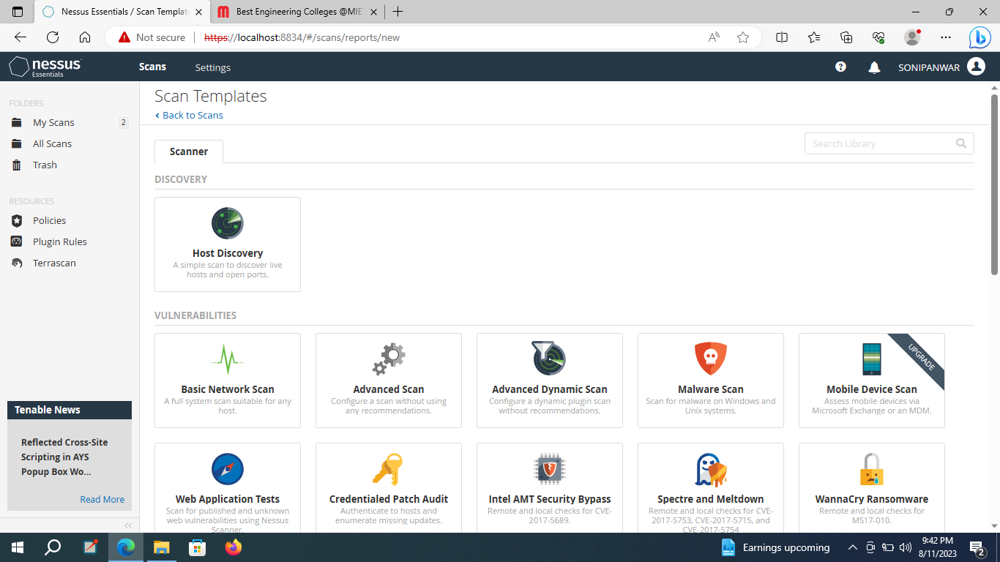 Nessus Essentials / Scan Templat
Best Engineering Colleges @MIE
Not secure
https://localhost:8834/#/scans/reports/new
nessus
Essentials
Scans
Settings
SONIPANWAR
FOLDERS
My Scans
2
All Scans
Trash
RESOURCES
Policies
Plugin Rules
Terrascan
Tenable News
Reflected Cross-Site
Scripting in AYS
Popup Box Wo...
Read More
Scan Templates
Back to Scans
Scanner
Search Library
DISCOVERY
Host Discovery
A simple scan to discover live
hosts and open ports.
VULNERABILITIES
Basic Network Scan
A full system scan suitable for any
host.
Advanced Scan
Configure a scan without using
any recommendations.
Advanced Dynamic Scan
Configure a dynamic plugin scan
without recommendations.
Malware Scan
Scan for malware on Windows and
Unix systems.
UPGRADE
Mobile Device Scan
Assess mobile devices via
Microsoft Exchange or an MDM.
Web Application Tests
Scan for published and unknown
web vulnerabilities using Nessus
Scanner.
Credentialed Patch Audit
Authenticate to hosts and
enumerate missing updates.
Intel AMT Security Bypass
Remote and local checks for CVE-
2017-5689.
Spectre and Meltdown
Remote and local checks for CVE-
2017-5753, CVE-2017-5715, and
CVE-2017-5754
WannaCry Ransomware
Remote and local checks for
MS17-010.
Earnings upcoming
9:42 PM
8/11/2023
2